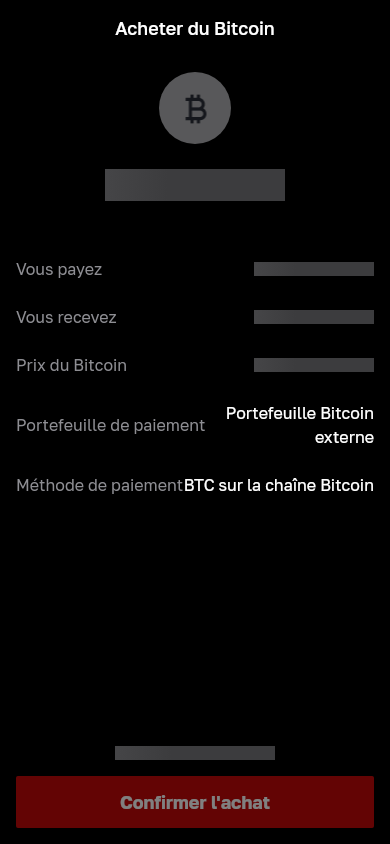 Acheter du Bitcoin
Vous payez
Vous recevez
Prix du Bitcoin
Portefeuille de paiement
Portefeuille Bitcoin
externe
Méthode de paiement BTC sur la chaîne Bitcoin
Confirmer l'achat